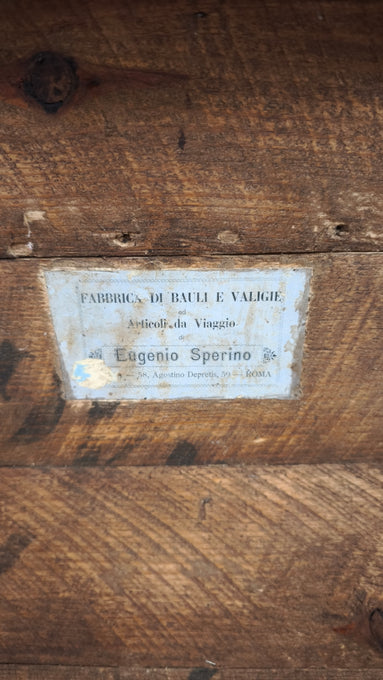 FABBRICA DI BAULI E VALIGIE
ed
Articoli da Viaggio
di
Eugenio Sperino
— 58, Agostino Depretis, 59 — ROMA